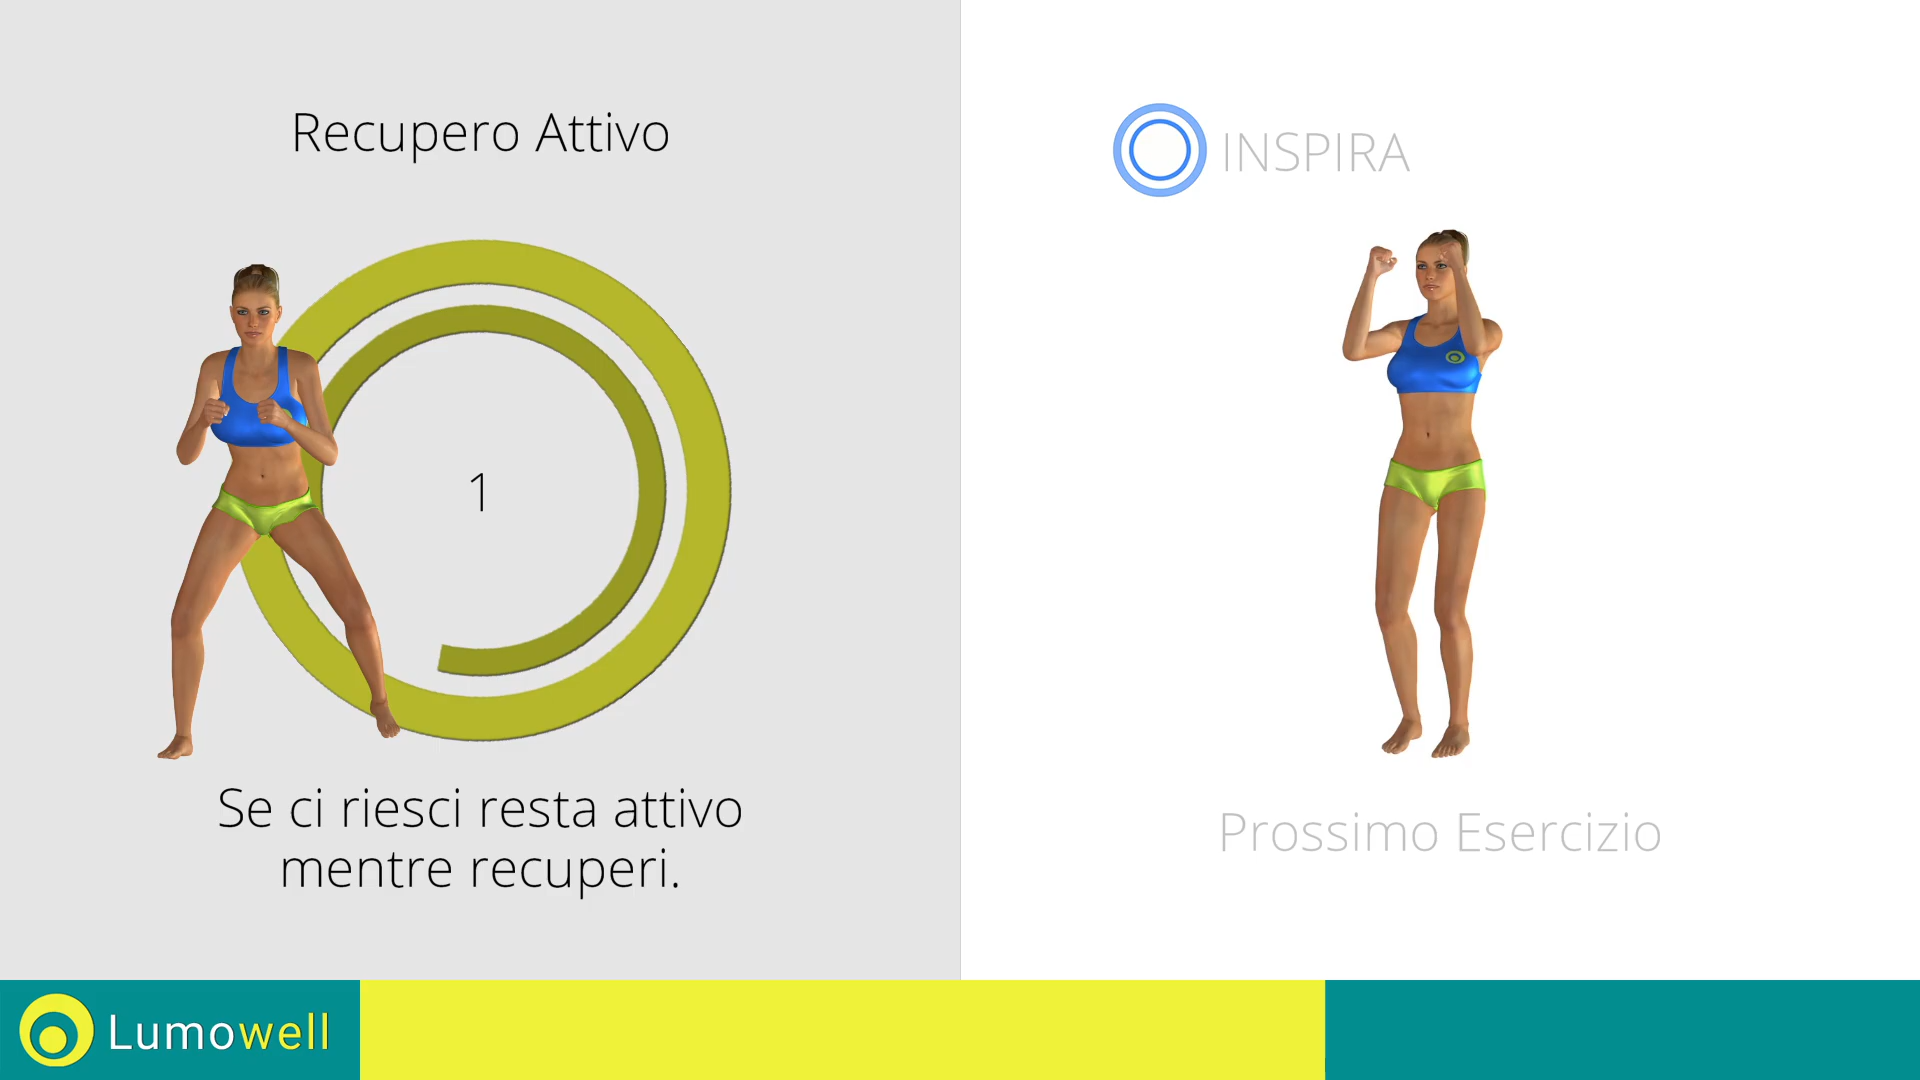 Recupero Attivo
INSPIRA
1
Se ci riesci resta attivo
mentre recuperi.
Prossimo Esercizio
Lumowell